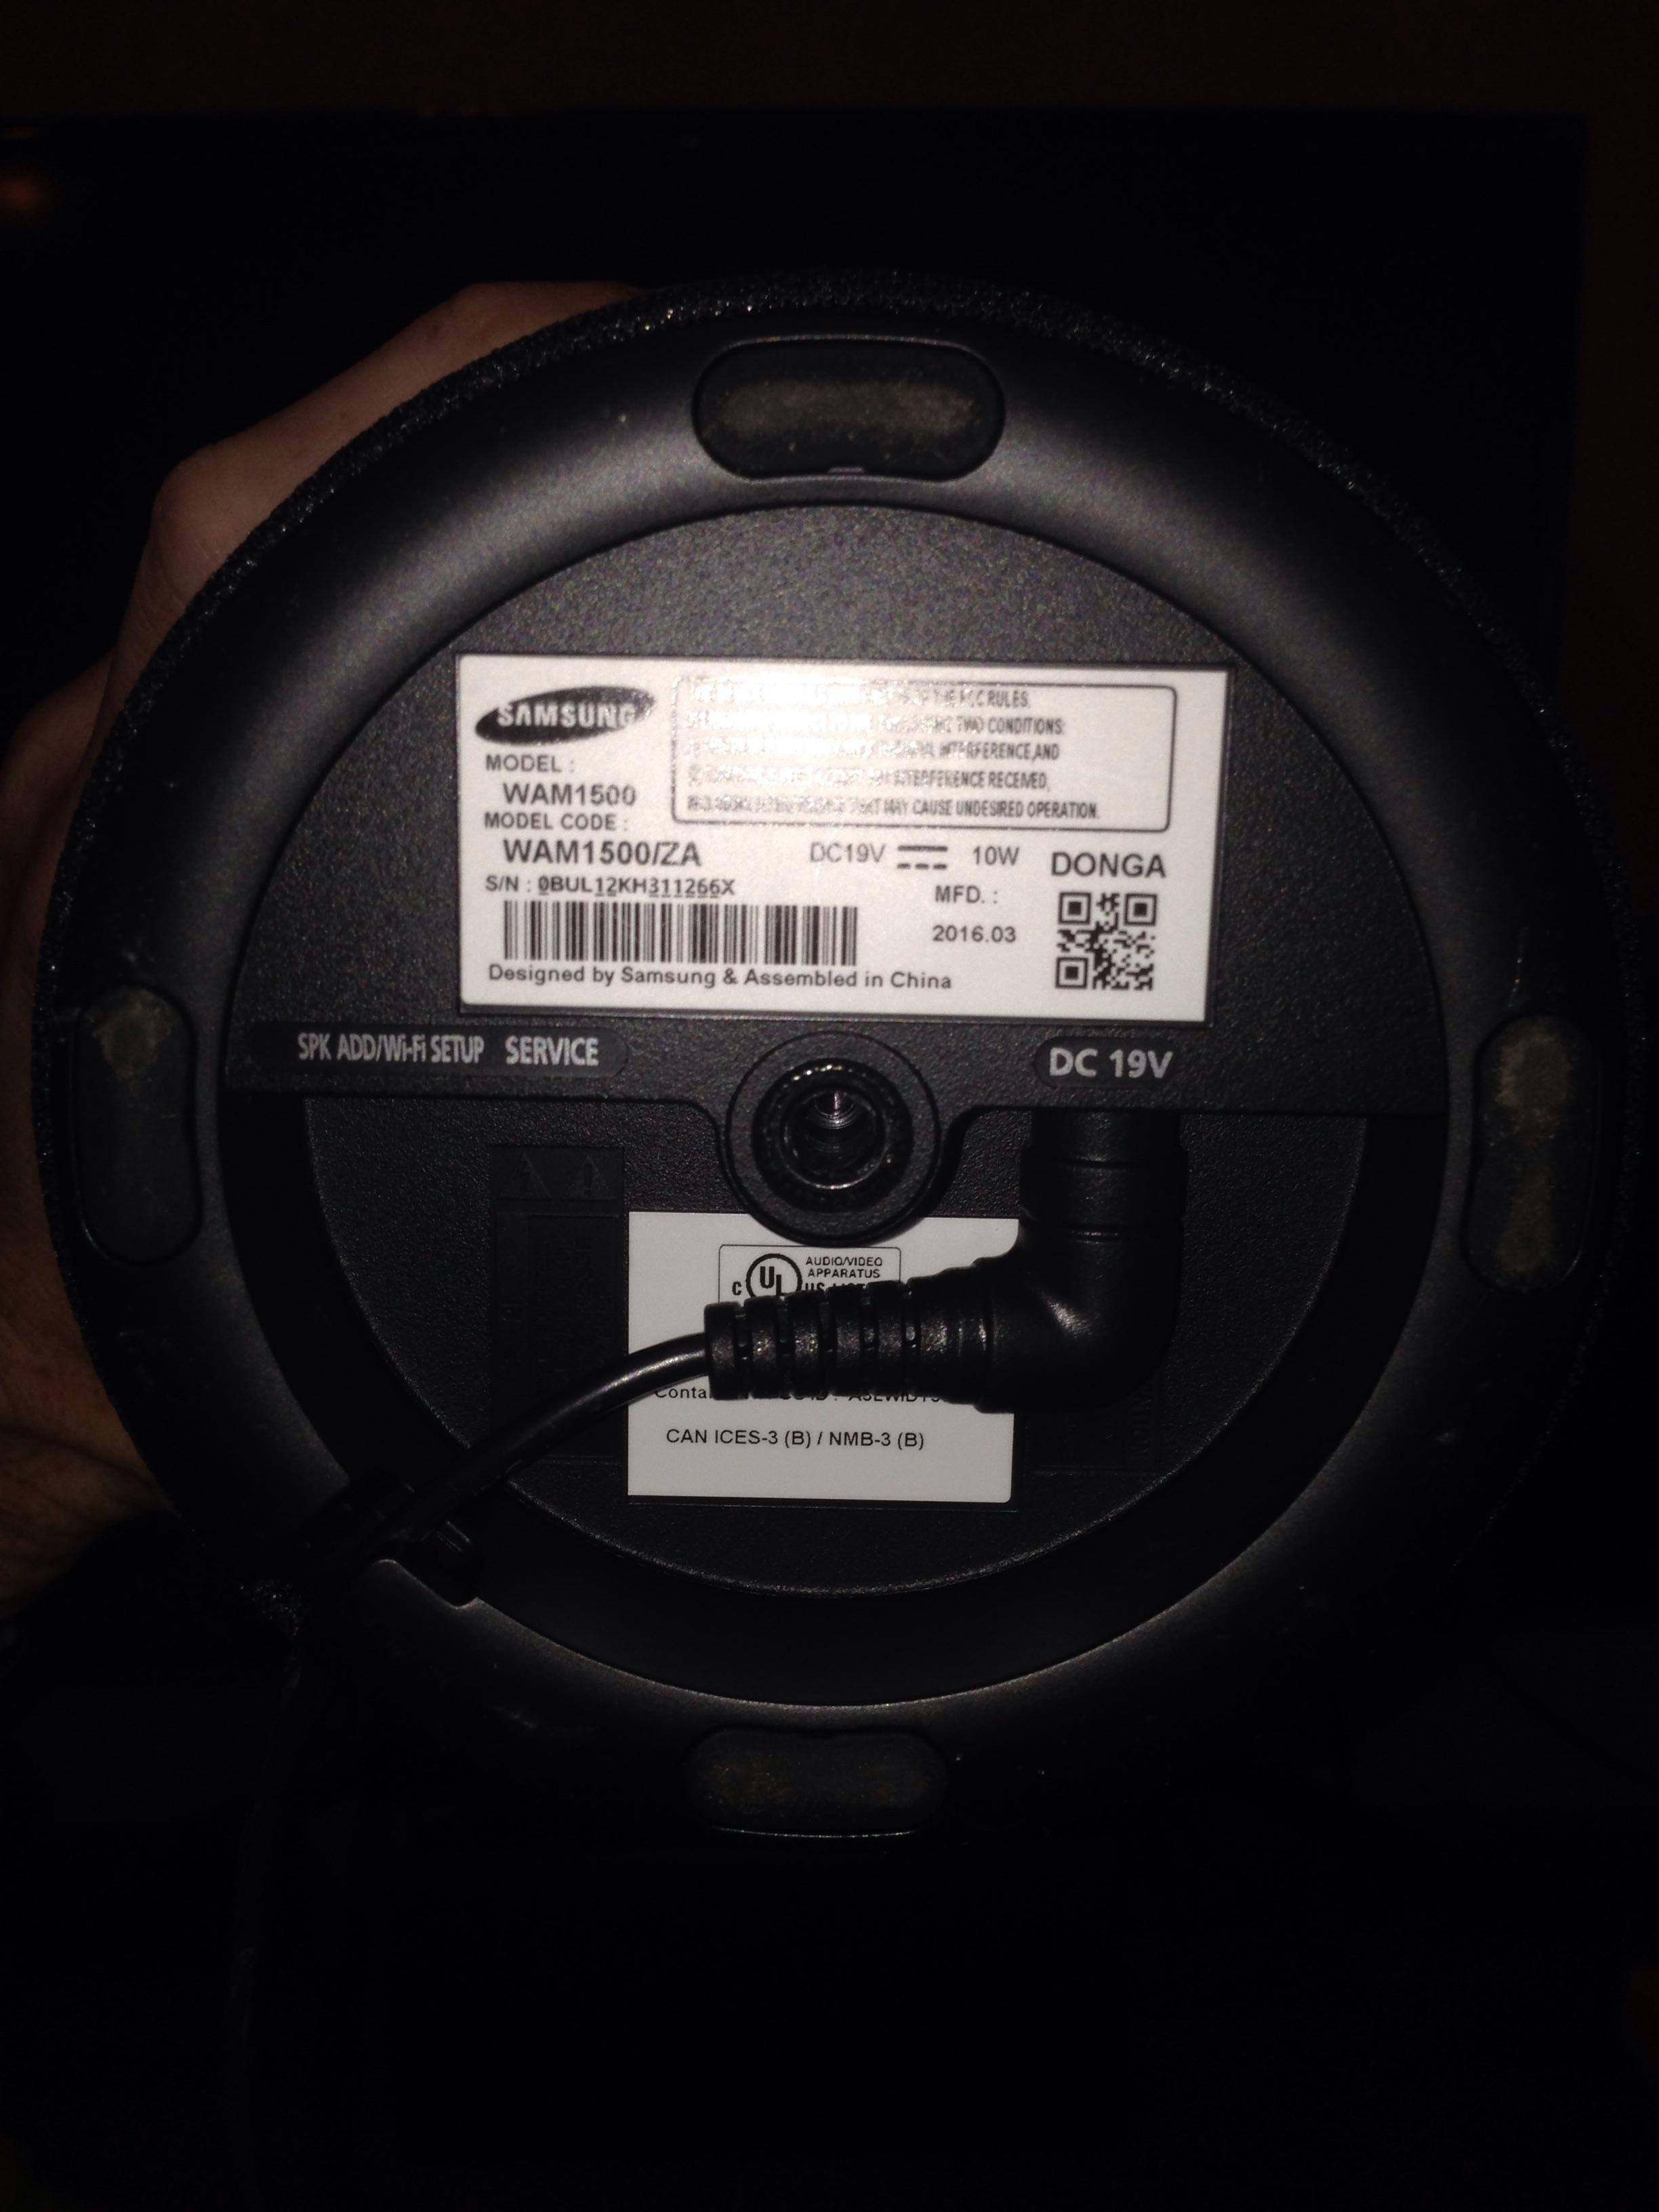 SAMSUNG
THE FCC RULES.
TWO CONDITIONS:
INTERFERENCE,AND
INTERFERENCE RECEIVED,
THAT MAY CAUSE UNDESIRED OPERATION.
MODEL :
WAM1500
MODEL CODE :
WAM1500/ZA
DC19V 10W
DONGA
S/N : 0BUL12KH311266X
MFD. :
2016.03
Designed by Samsung & Assembled in China
SPK ADD/Wi-Fi SETUP SERVICE
DC 19V
AUDIO/VIDEO
APPARATUS
C UL US
CAN ICES-3 (B) / NMB-3 (B)